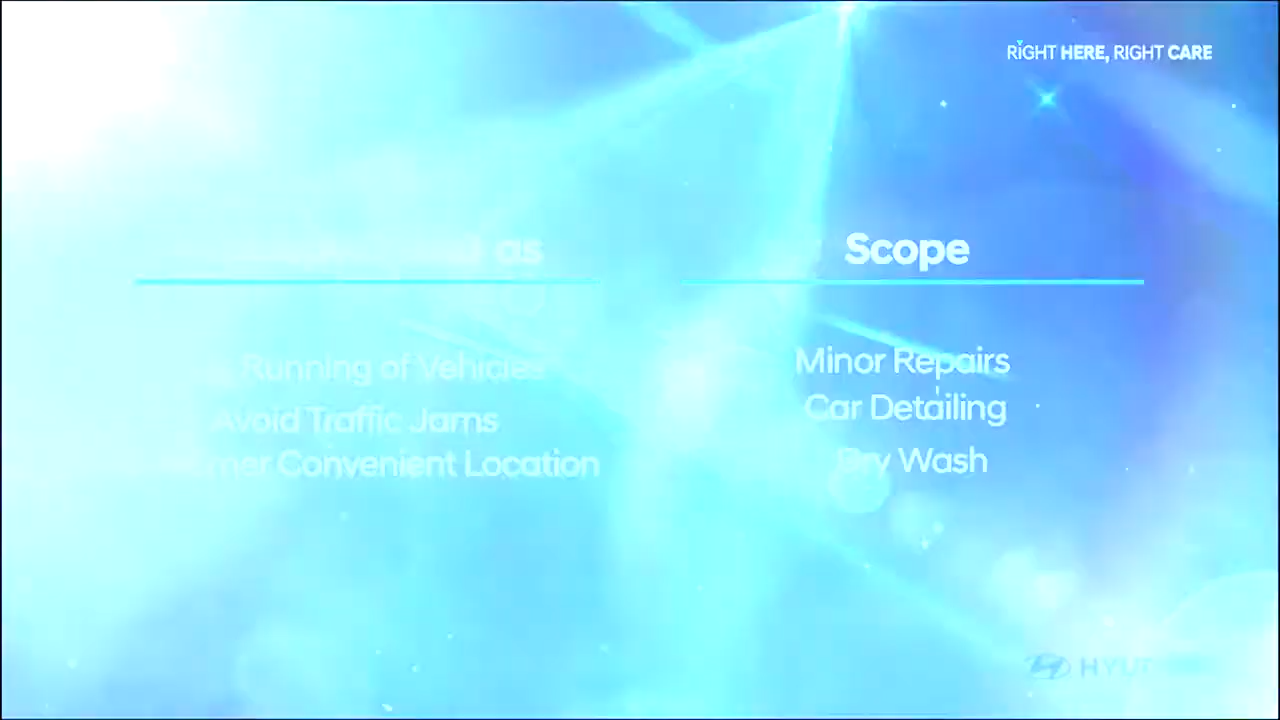 RIGHT HERE, RIGHT CARE
as
Scope
Running of Vehicles
Avoid Traffic Jams
Convenient Location
Minor Repairs
Car Detailing
Dry Wash